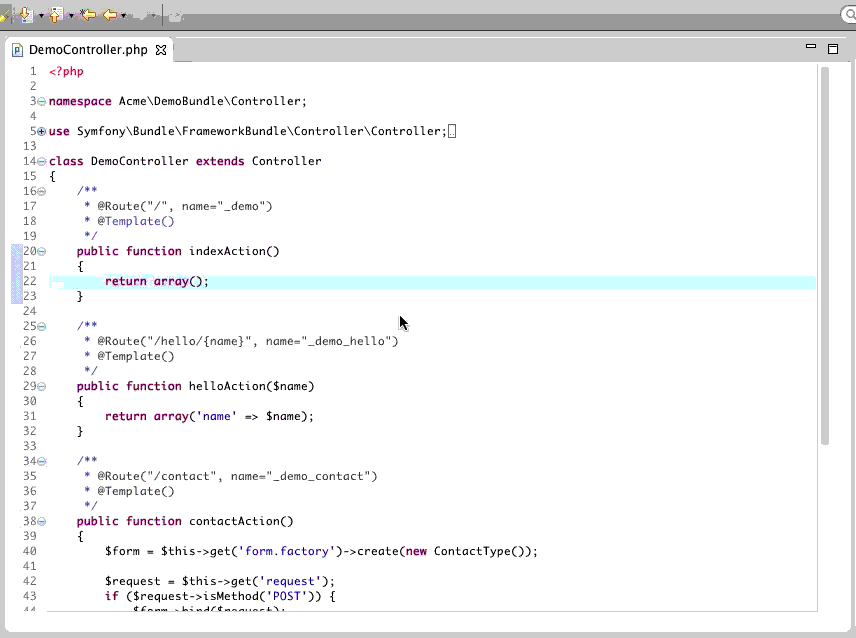 DemoController.php
1 <?php
2
3 namespace Acme\DemoBundle\Controller;
4
5 use Symfony\Bundle\FrameworkBundle\Controller\Controller;
13
14 class DemoController extends Controller
15 {
16 /**
17 * @Route("/", name="_demo")
18 * @Template()
19 */
20 public function indexAction()
21 {
22 return array();
23 }
24
25 /**
26 * @Route("/hello/{name}", name="_demo_hello")
27 * @Template()
28 */
29 public function helloAction($name)
30 {
31 return array('name' => $name);
32 }
33
34 /**
35 * @Route("/contact", name="_demo_contact")
36 * @Template()
37 */
38 public function contactAction()
39 {
40 $form = $this->get('form.factory')->create(new ContactType());
41
42 $request = $this->get('request');
43 if ($request->isMethod('POST')) {
44 $form->bind($request);